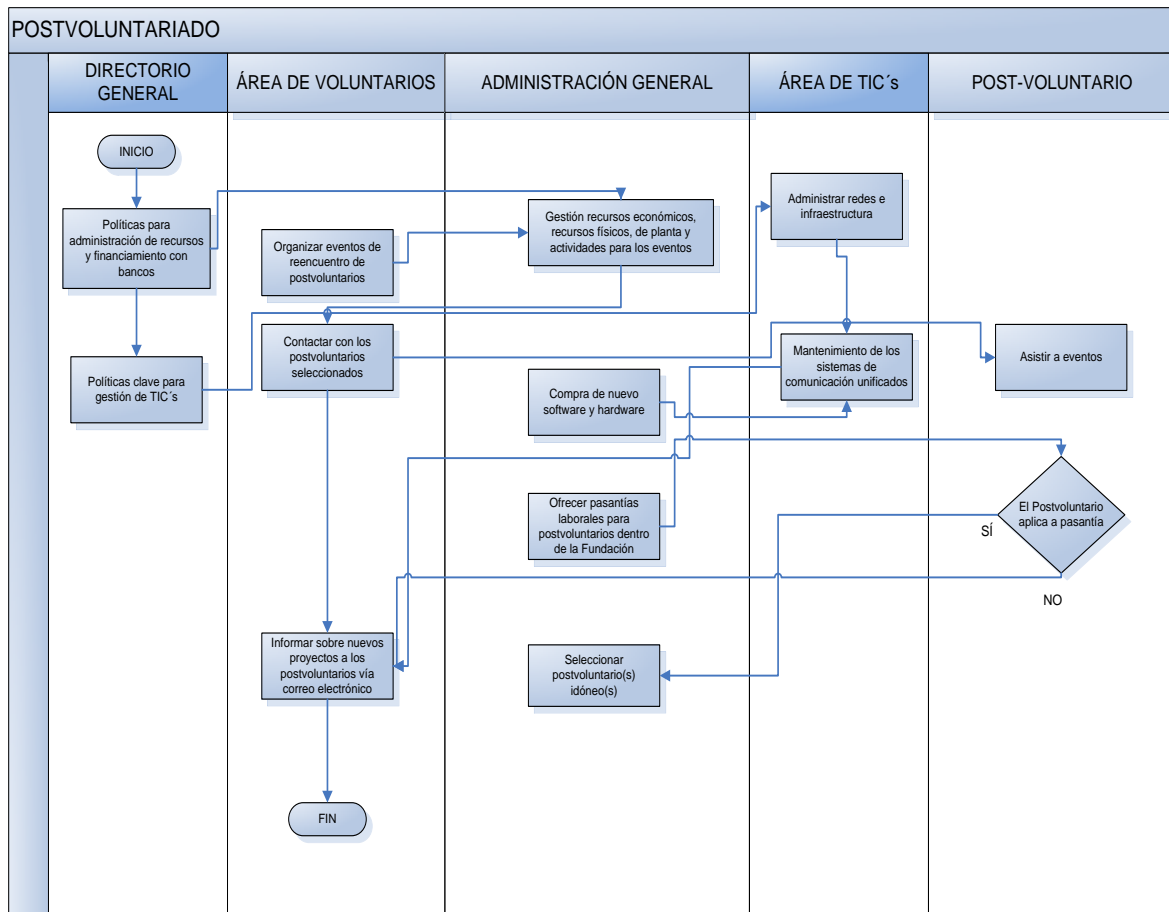 POSTVOLUNTARIADO
DIRECTORIO
GENERAL
ÁREA DE VOLUNTARIOS
ADMINISTRACIÓN GENERAL
ÁREA DE TIC´s
POST-VOLUNTARIO
INICIO
Políticas para
administración de recursos
y financiamiento con
bancos
Organizar eventos de
reencuentro de
postvoluntarios
Gestión recursos económicos,
recursos físicos, de planta y
actividades para los eventos
Administrar redes e
infraestructura
Políticas clave para
gestión de TIC´s
Contactar con los
postvoluntarios
seleccionados
Compra de nuevo
software y hardware
Mantenimiento de los
sistemas de
comunicación unificados
Asistir a eventos
Ofrecer pasantías
laborales para
postvoluntarios dentro
de la Fundación
El Postvoluntario
aplica a pasantía
SÍ
NO
Informar sobre nuevos
proyectos a los
postvoluntarios vía
correo electrónico
Seleccionar
postvoluntario(s)
idóneo(s)
FIN